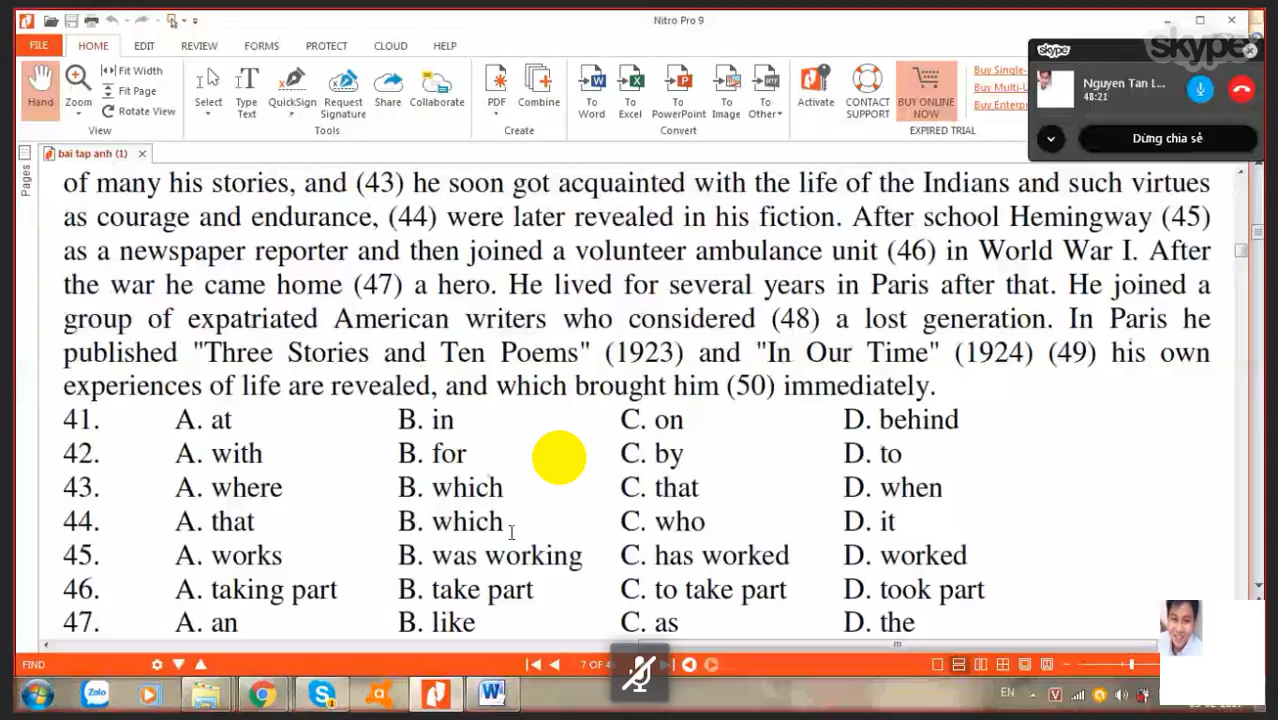 Nitro Pro 9
FILE HOME EDIT REVIEW FORMS PROTECT CLOUD HELP
skype
skype
Nguyen Tan L...
48:21
Dừng chia sẻ
Hand
Zoom
Fit Width
Fit Page
Rotate View
View
Select
Type Text
QuickSign
Request Signature
Share
Collaborate
Tools
PDF
Combine
Create
To Word
To Excel
To PowerPoint
To Image
To Other
Convert
Activate
CONTACT SUPPORT
BUY ONLINE NOW
EXPIRED TRIAL
Buy Single-
Buy Multi-U
Buy Enterp
bai tap anh (1)
Pages
of many his stories, and (43) he soon got acquainted with the life of the Indians and such virtues
as courage and endurance, (44) were later revealed in his fiction. After school Hemingway (45)
as a newspaper reporter and then joined a volunteer ambulance unit (46) in World War I. After
the war he came home (47) a hero. He lived for several years in Paris after that. He joined a
group of expatriated American writers who considered (48) a lost generation. In Paris he
published "Three Stories and Ten Poems" (1923) and "In Our Time" (1924) (49) his own
experiences of life are revealed, and which brought him (50) immediately.
41. A. at B. in C. on D. behind
42. A. with B. for C. by D. to
43. A. where B. which C. that D. when
44. A. that B. which C. who D. it
45. A. works B. was working C. has worked D. worked
46. A. taking part B. take part C. to take part D. took part
47. A. an B. like C. as D. the
FIND
7 OF
Zalo
EN